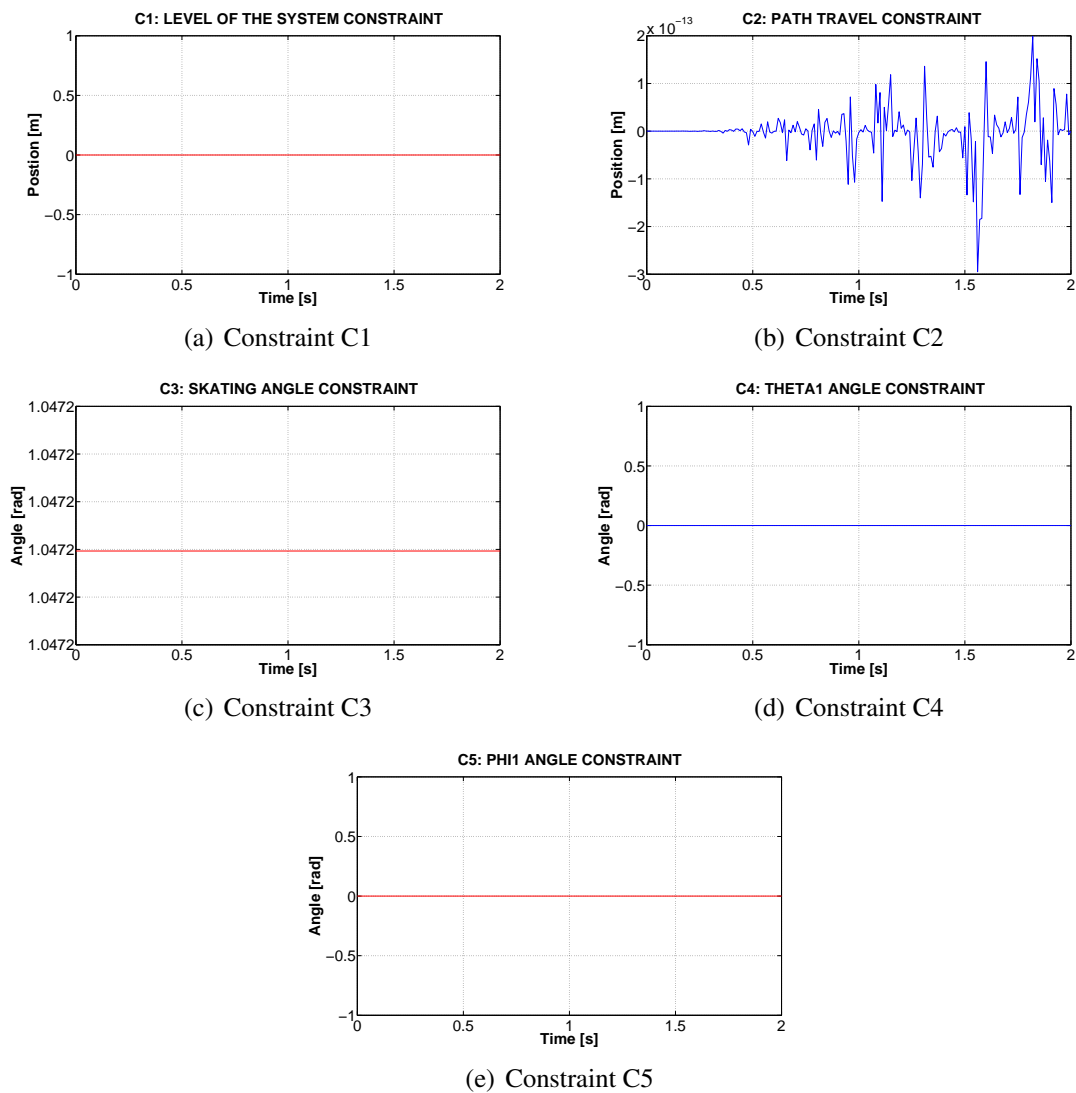 C1: LEVEL OF THE SYSTEM CONSTRAINT
1
0.5
0
−0.5
−1
0 0.5 1 1.5 2
Postion [m]
Time [s]
(a) Constraint C1
C2: PATH TRAVEL CONSTRAINT
x 10−13
2
1
0
−1
−2
−3
0 0.5 1 1.5 2
Position [m]
Time [s]
(b) Constraint C2
C3: SKATING ANGLE CONSTRAINT
1.0472
1.0472
1.0472
1.0472
1.0472
1.0472
0 0.5 1 1.5 2
Angle [rad]
Time [s]
(c) Constraint C3
C4: THETA1 ANGLE CONSTRAINT
1
0.5
0
−0.5
−1
0 0.5 1 1.5 2
Angle [rad]
Time [s]
(d) Constraint C4
C5: PHI1 ANGLE CONSTRAINT
1
0.5
0
−0.5
−1
0 0.5 1 1.5 2
Angle [rad]
Time [s]
(e) Constraint C5